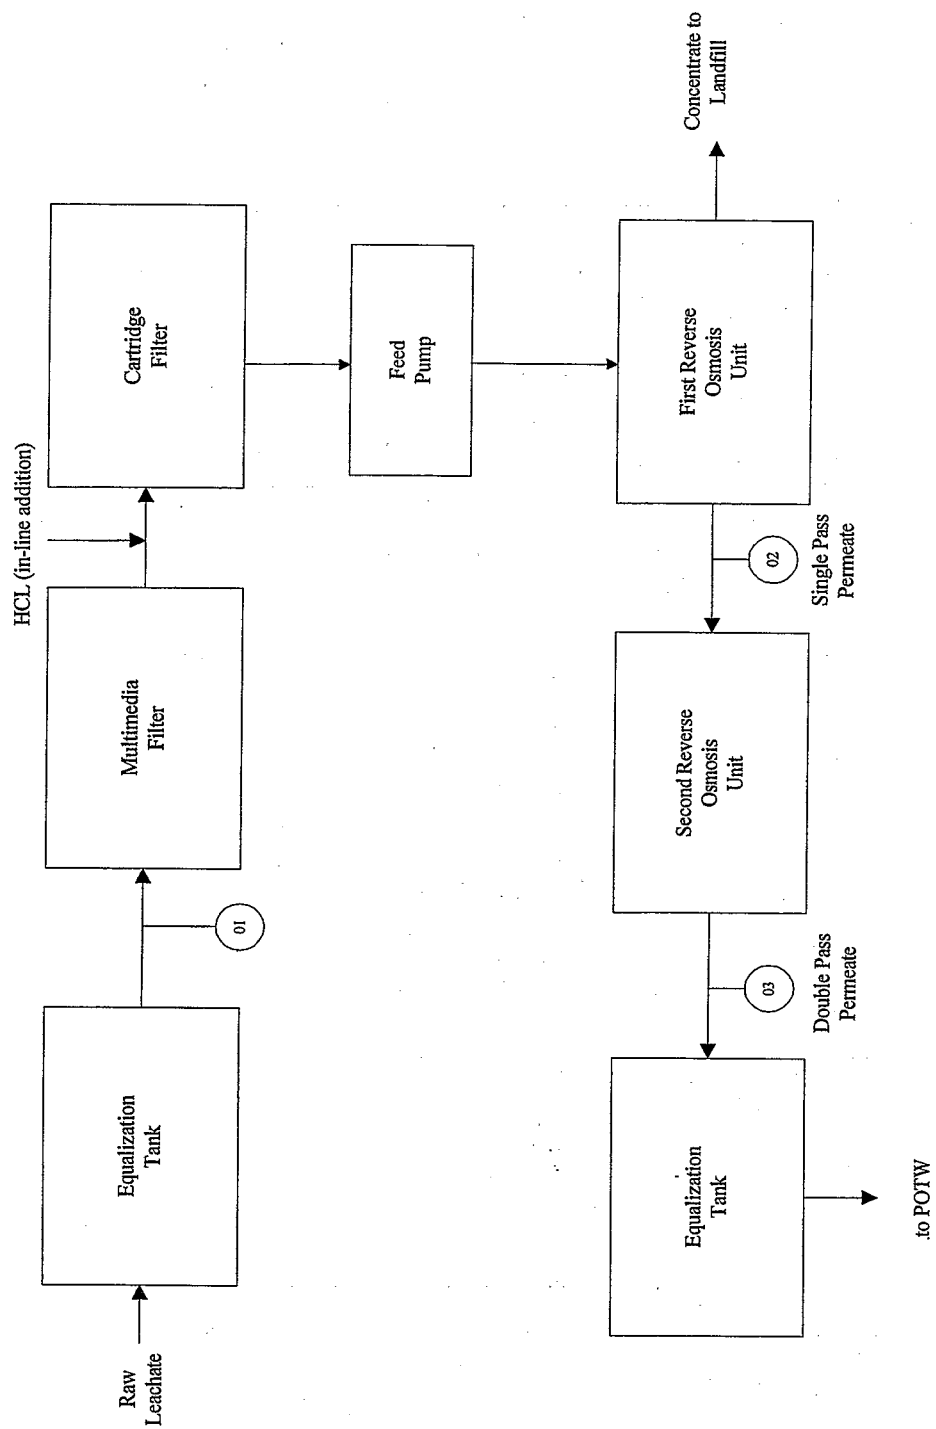 Raw
Leachate
Equalization
Tank
01
Multimedia
Filter
HCL (in-line addition)
Cartridge
Filter
Feed
Pump
First Reverse
Osmosis
Unit
Concentrate to
Landfill
02
Single Pass
Permeate
Second Reverse
Osmosis
Unit
03
Double Pass
Permeate
Equalization
Tank
to POTW